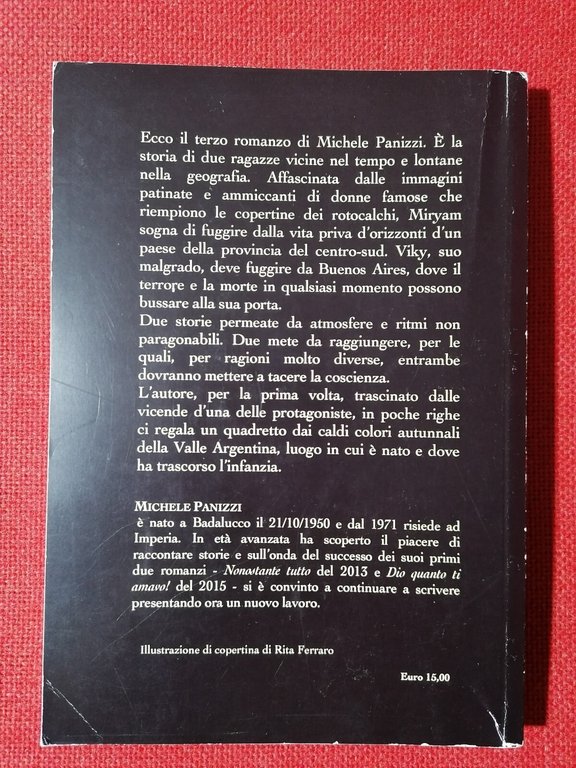 Ecco il terzo romanzo di Michele Panizzi. È la
storia di due ragazze vicine nel tempo e lontane
nella geografia. Affascinata dalle immagini
patinate e ammiccanti di donne famose che
riempiono le copertine dei rotocalchi, Miryam
sogna di fuggire dalla vita priva d'orizzonti d'un
paese della provincia del centro-sud. Viky, suo
malgrado, deve fuggire da Buenos Aires, dove il
terrore e la morte in qualsiasi momento possono
bussare alla sua porta.
Due storie permeate da atmosfere e ritmi non
paragonabili. Due mete da raggiungere, per le
quali, per ragioni molto diverse, entrambe
dovranno mettere a tacere la coscienza.
L'autore, per la prima volta, trascinato dalle
vicende d'una delle protagoniste, in poche righe
ci regala un quadretto dai caldi colori autunnali
della Valle Argentina, luogo in cui è nato e dove
ha trascorso l'infanzia.
MICHELE PANIZZI
è nato a Badalucco il 21/10/1950 e dal 1971 risiede ad
Imperia. In età avanzata ha scoperto il piacere di
raccontare storie e sull'onda del successo dei suoi primi
due romanzi - Nonostante tutto del 2013 e Dio quanto ti
amavo! del 2015 - si è convinto a continuare a scrivere
presentando ora un nuovo lavoro.
Illustrazione di copertina di Rita Ferraro
Euro 15,00